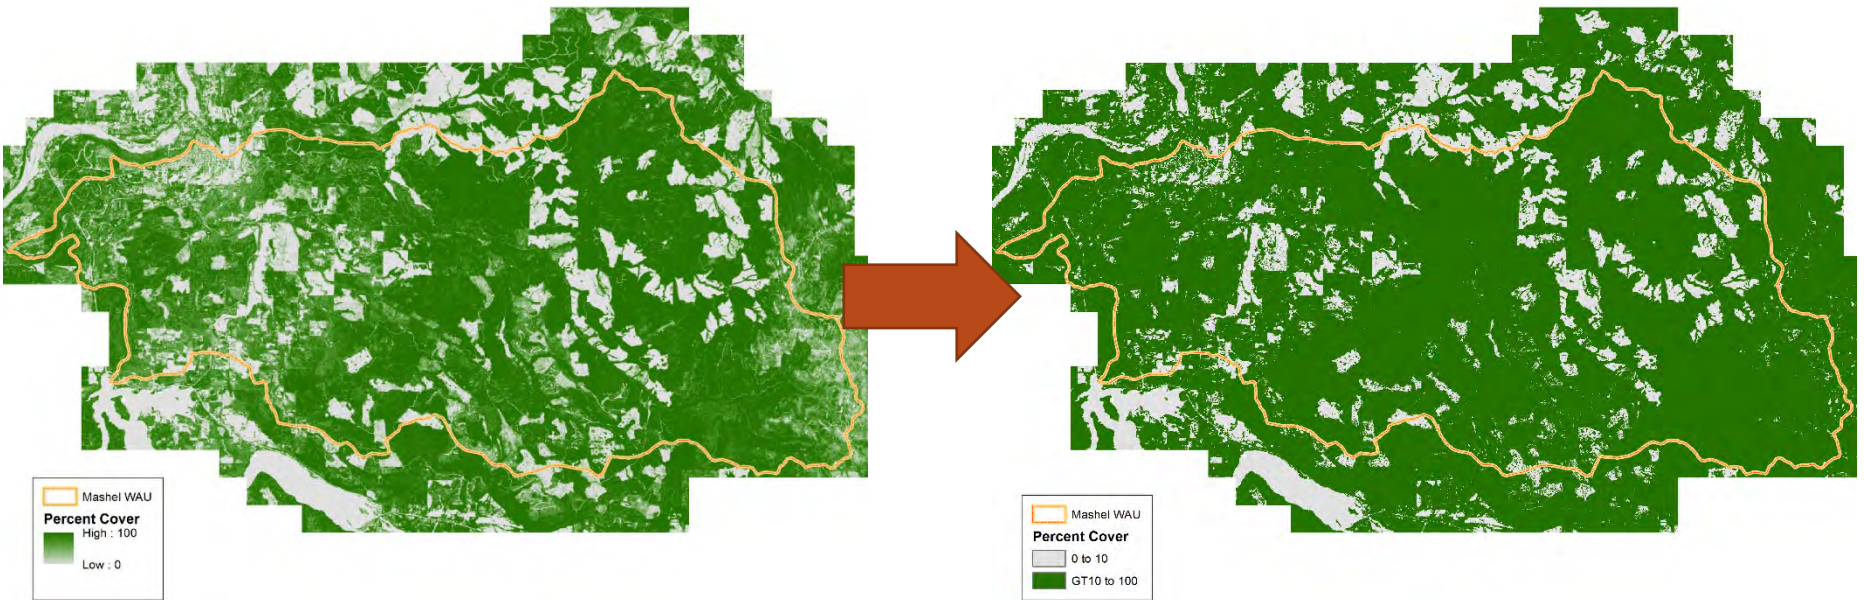 Mashel WAU
Percent Cover
High : 100
Low : 0
Mashel WAU
Percent Cover
0 to 10
GT10 to 100